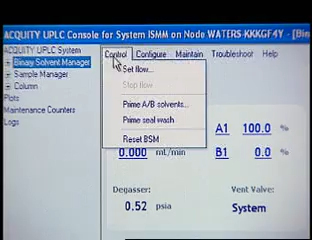 ACQUITY UPLC Console for System ISMM on Node WATERS-KKKGF4Y - [Bin
ACQUITY UPLC System
Binary Solvent Manager
Sample Manager
Column
Plots
Maintenance Counters
Logs
Control Configure Maintain Troubleshoot Help
Set flow...
Stop flow
Prime A/B solvents...
Prime seal wash
Reset BSM
0.000 mL/min
A1 100.0 %
B1 0.0 %
Degasser:
0.52 psia
Vent Valve:
System